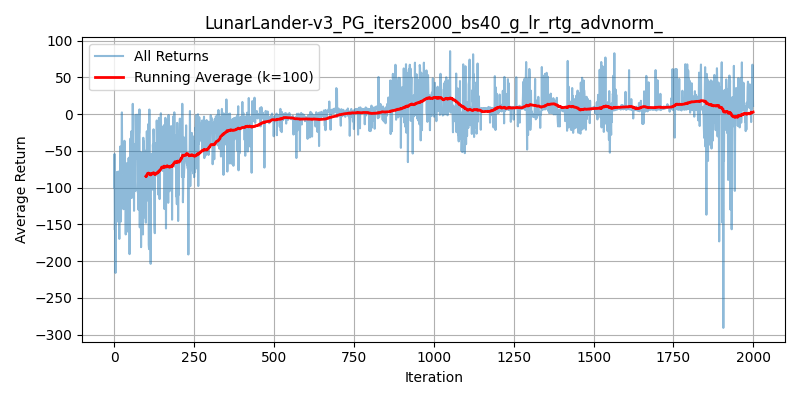 LunarLander-v3_PG_iters2000_bs40_g_lr_rtg_advnorm_
All Returns
Running Average (k=100)
Average Return
100
50
0
−50
−100
−150
−200
−250
−300
0 250 500 750 1000 1250 1500 1750 2000
Iteration